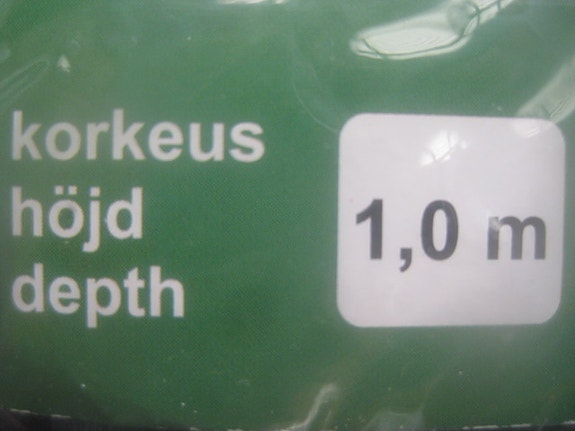 korkeus
höjd
depth
1,0 m